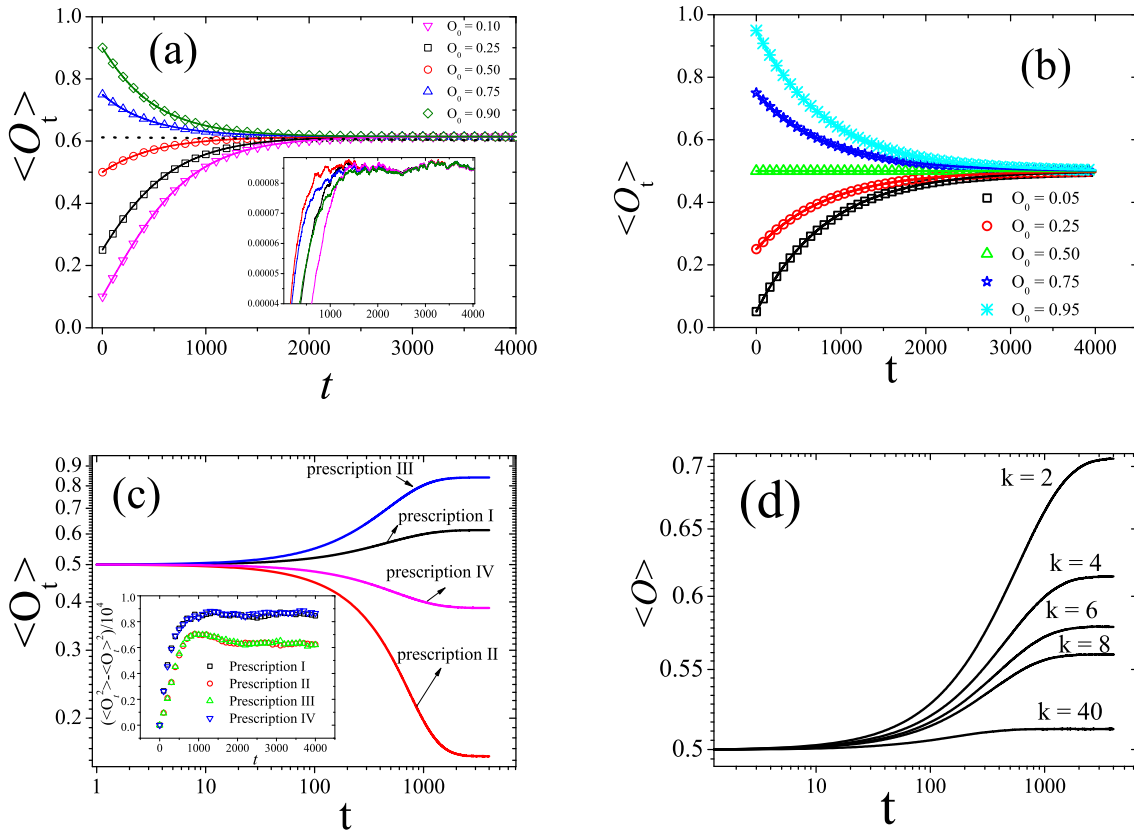 (a)
O₀ = 0.10
O₀ = 0.25
O₀ = 0.50
O₀ = 0.75
O₀ = 0.90
<Oₜ>
1.0
0.8
0.6
0.4
0.2
0.0
0.00008
0.00007
0.00006
0.00005
0.00004
1000 2000 3000 4000
0 1000 2000 3000 4000
t
(b)
<Oₜ>
1.0
0.8
0.6
0.4
0.2
0.0
O₀ = 0.05
O₀ = 0.25
O₀ = 0.50
O₀ = 0.75
O₀ = 0.95
0 1000 2000 3000 4000
t
(c)
<Oₜ>
0.9
0.8
0.7
0.6
0.5
0.4
0.3
0.2
prescription III
prescription I
prescription IV
prescription II
(<Oₜ²>-<Oₜ>²)/10⁴
1.0
0.8
0.6
0.4
0.2
0.0
Prescription I
Prescription II
Prescription III
Prescription IV
0 1000 2000 3000 4000
t
1 10 100 1000
t
(d)
<O>
0.7
0.65
0.6
0.55
0.5
k = 2
k = 4
k = 6
k = 8
k = 40
10 100 1000
t